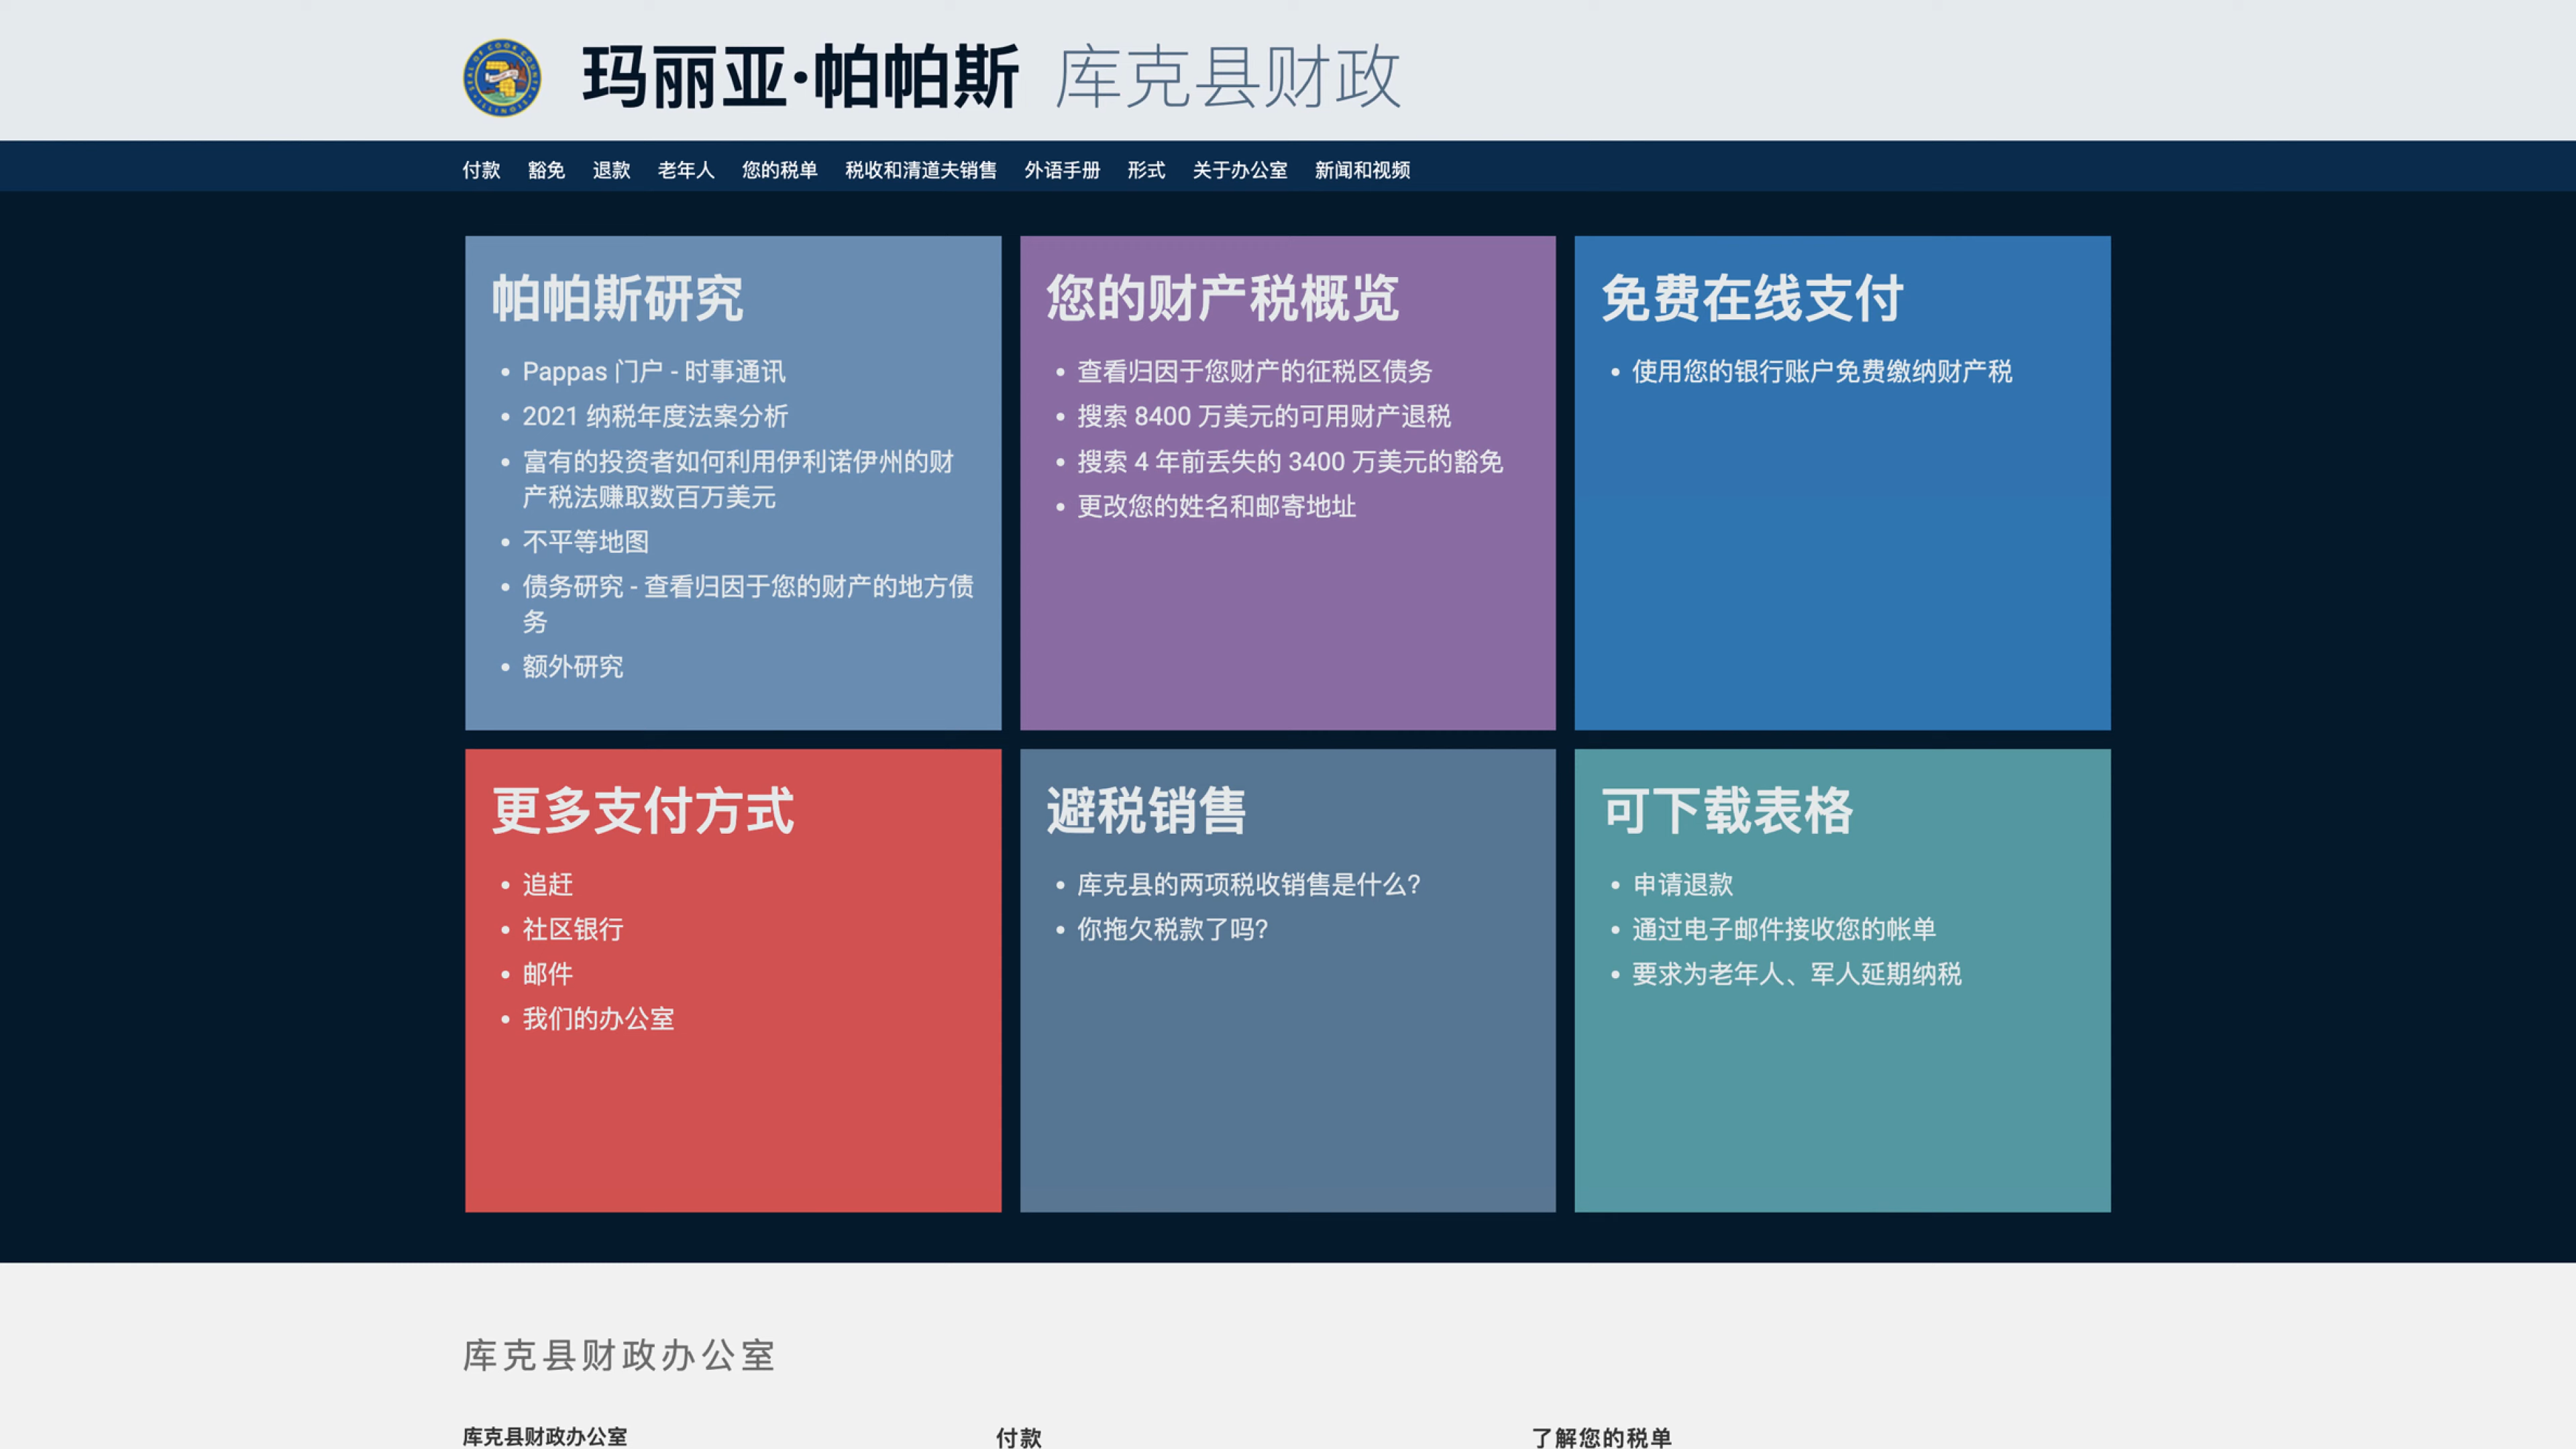 玛丽亚·帕帕斯 库克县财政
付款 豁免 退款 老年人 您的税单 税收和清道夫销售 外语手册 形式 关于办公室 新闻和视频
帕帕斯研究
Pappas 门户 - 时事通讯
2021 纳税年度法案分析
富有的投资者如何利用伊利诺伊州的财
产税法赚取数百万美元
不平等地图
债务研究 - 查看归因于您的财产的地方债
务
额外研究
您的财产税概览
查看归因于您财产的征税区债务
搜索 8400 万美元的可用财产退税
搜索 4 年前丢失的 3400 万美元的豁免
更改您的姓名和邮寄地址
免费在线支付
使用您的银行账户免费缴纳财产税
更多支付方式
追赶
社区银行
邮件
我们的办公室
避税销售
库克县的两项税收销售是什么?
你拖欠税款了吗?
可下载表格
申请退款
通过电子邮件接收您的帐单
要求为老年人、军人延期纳税
库克县财政办公室
库克县财政办公室
付款
了解您的税单